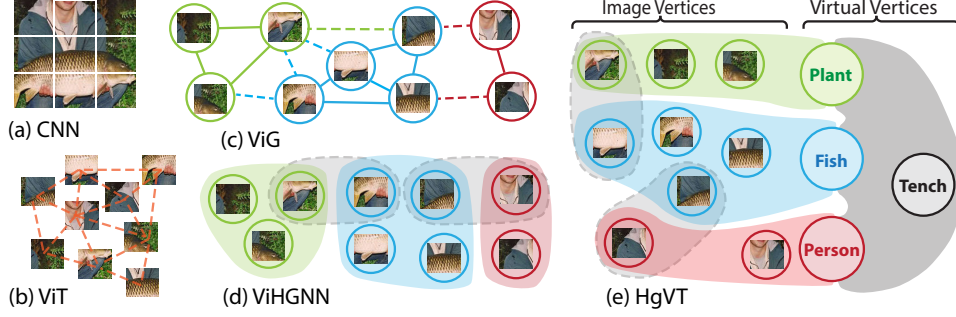 (a) CNN
(b) ViT
(c) ViG
(d) ViHGNN
Image Vertices
Virtual Vertices
Plant
Fish
Tench
Person
(e) HgVT